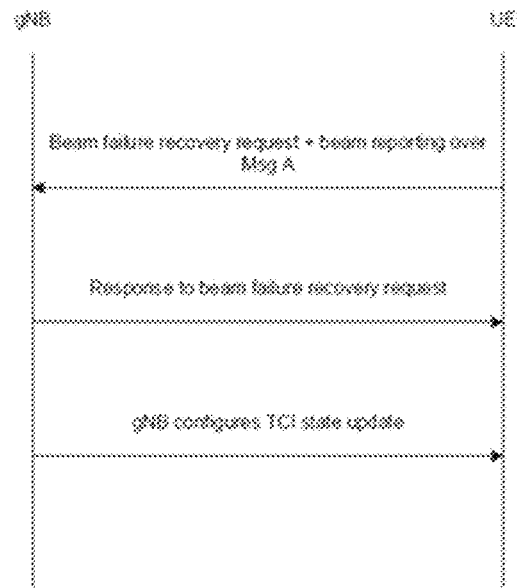 gNB
UE
Beam failure recovery request + beam reporting over
Msg A
Response to beam failure recovery request
gNB configures TCI state update